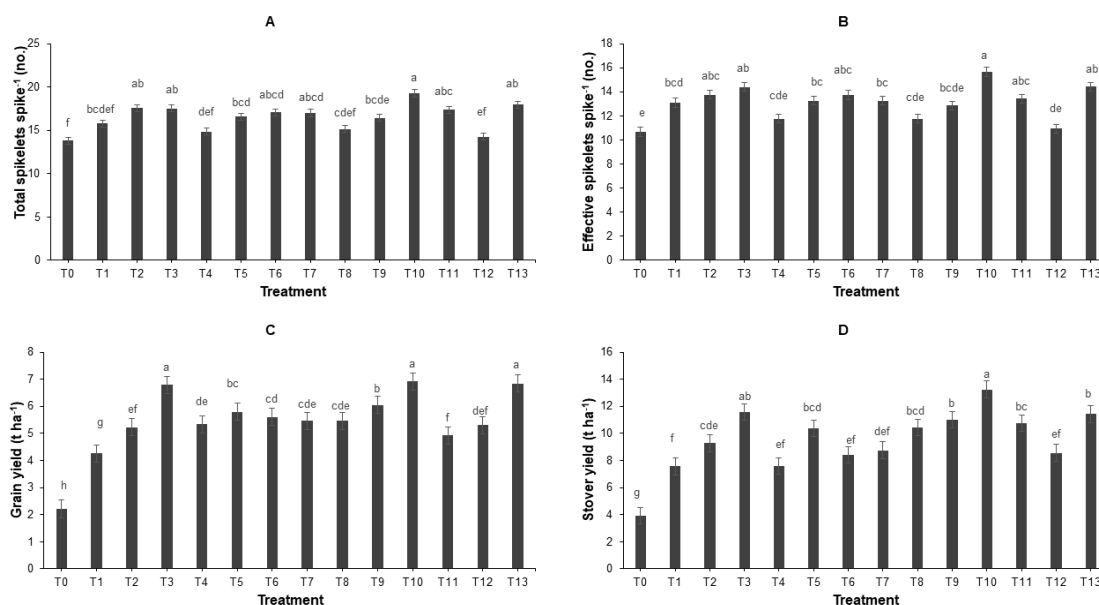 A
Total spikelets spike⁻¹ (no.)
25
20
15
10
5
0
f
bcdef
ab
ab
def
bcd
abcd
abcd
cdef
bcde
a
abc
ef
ab
T0 T1 T2 T3 T4 T5 T6 T7 T8 T9 T10 T11 T12 T13
Treatment
B
Effective spikelets spike⁻¹ (no.)
18
16
14
12
10
8
6
4
2
0
e
bcd
abc
ab
cde
bc
abc
bc
cde
bcde
a
abc
de
ab
T0 T1 T2 T3 T4 T5 T6 T7 T8 T9 T10 T11 T12 T13
Treatment
C
Grain yield (t ha⁻¹)
8
7
6
5
4
3
2
1
0
h
g
ef
a
de
bc
cd
cde
cde
b
a
f
def
a
T0 T1 T2 T3 T4 T5 T6 T7 T8 T9 T10 T11 T12 T13
Treatment
D
Stover yield (t ha⁻¹)
16
14
12
10
8
6
4
2
0
g
f
cde
ab
ef
bcd
ef
def
bcd
b
a
bc
ef
b
T0 T1 T2 T3 T4 T5 T6 T7 T8 T9 T10 T11 T12 T13
Treatment